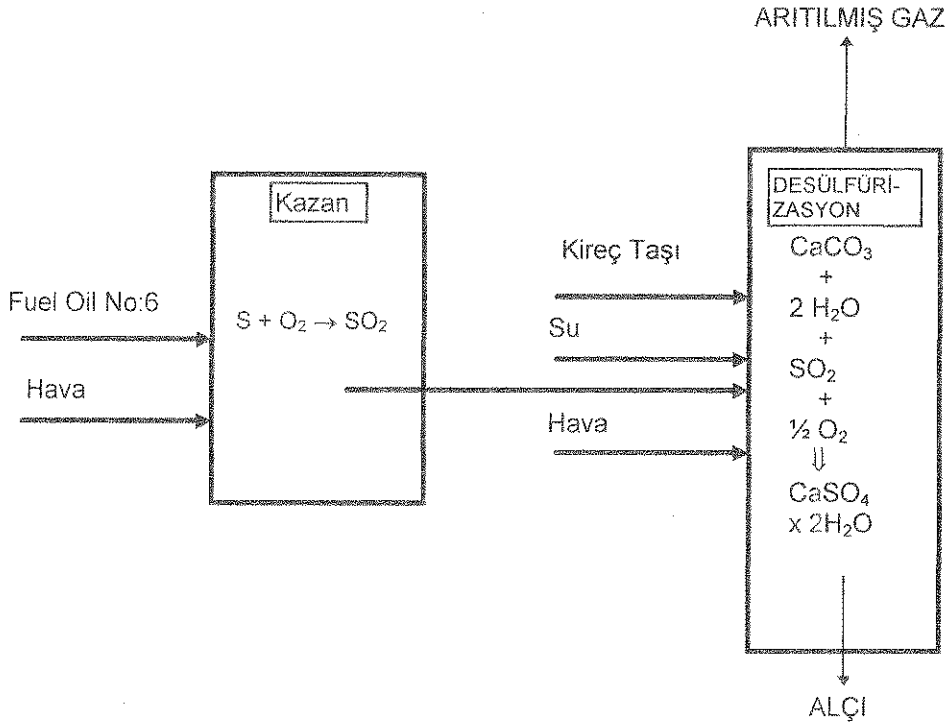 ARITILMIŞ GAZ
Kazan
Fuel Oil No:6
S + O₂ → SO₂
Hava
Kireç Taşı
Su
Hava
DESÜLFÜRİ-
ZASYON
CaCO₃
+
2 H₂O
+
SO₂
+
½ O₂
⇓
CaSO₄
x 2H₂O
ALÇI